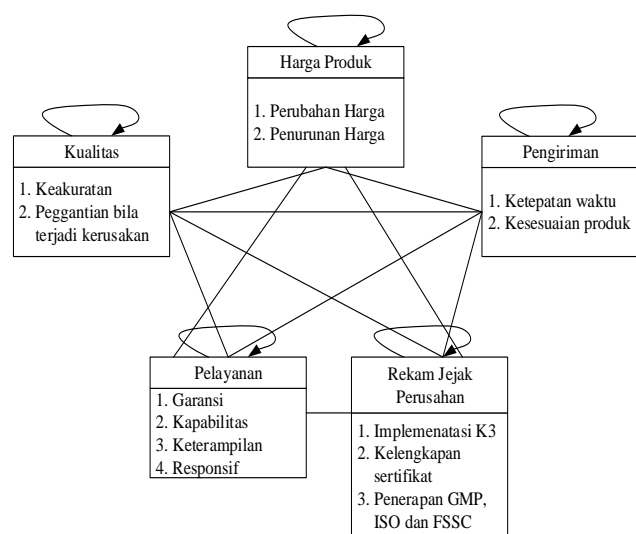 Harga Produk
1. Perubahan Harga
2. Penurunan Harga
Kualitas
1. Keakuratan
2. Peggantian bila
terjadi kerusakan
Pengiriman
1. Ketepatan waktu
2. Kesesuaian produk
Pelayanan
1. Garansi
2. Kapabilitas
3. Keterampilan
4. Responsif
Rekam Jejak
Perusahan
1. Implemenatasi K3
2. Kelengkapan
sertifikat
3. Penerapan GMP,
ISO dan FSSC